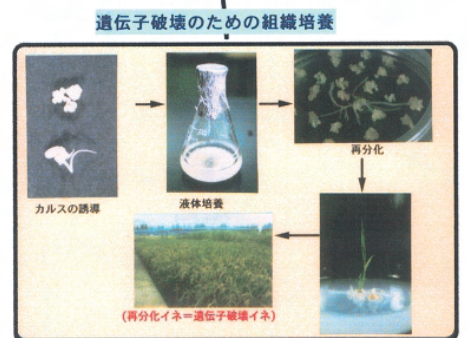 遺伝子破壊のための組織培養
カルスの誘導
液体培養
再分化
(再分化イネ=遺伝子破壊イネ)